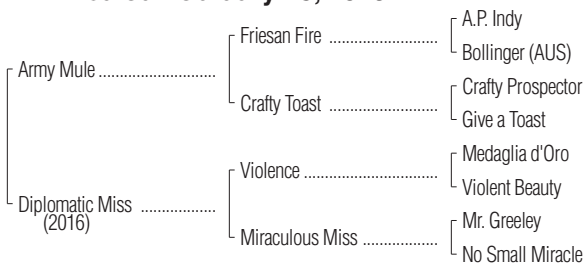 A.P. Indy
Friesan Fire ..............................
Bollinger (AUS)
Army Mule ................................
Crafty Prospector
Crafty Toast ..............................
Give a Toast
Medaglia d'Oro
Violence ....................................
Violent Beauty
Diplomatic Miss ....................
(2016)
Mr. Greeley
Miraculous Miss .....................
No Small Miracle